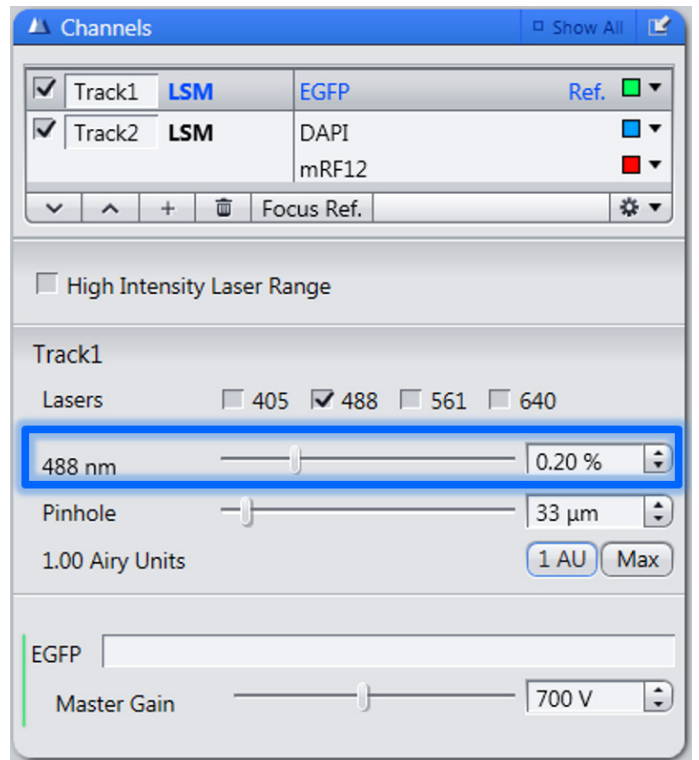 Channels Show All
Track1 LSM EGFP Ref.
Track2 LSM DAPI
mRF12
Focus Ref.
High Intensity Laser Range
Track1
Lasers 405 488 561 640
488 nm 0.20 %
Pinhole 33 µm
1.00 Airy Units 1 AU Max
EGFP
Master Gain 700 V